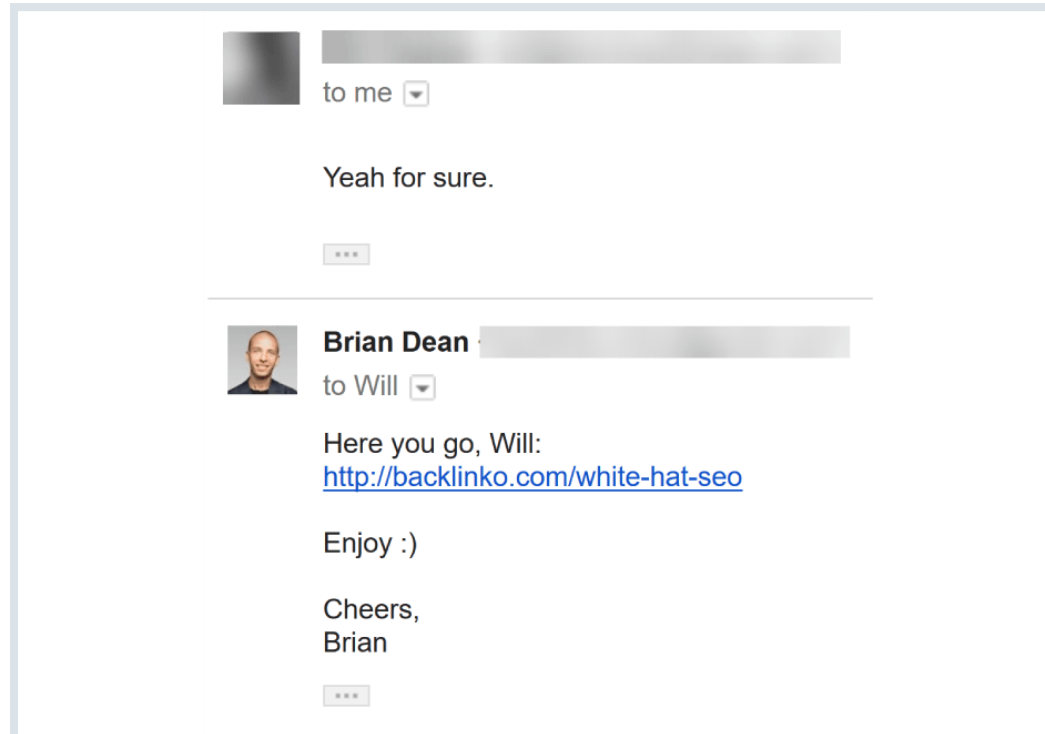 to me
Yeah for sure.
Brian Dean
to Will
Here you go, Will:
http://backlinko.com/white-hat-seo
Enjoy :)
Cheers,
Brian